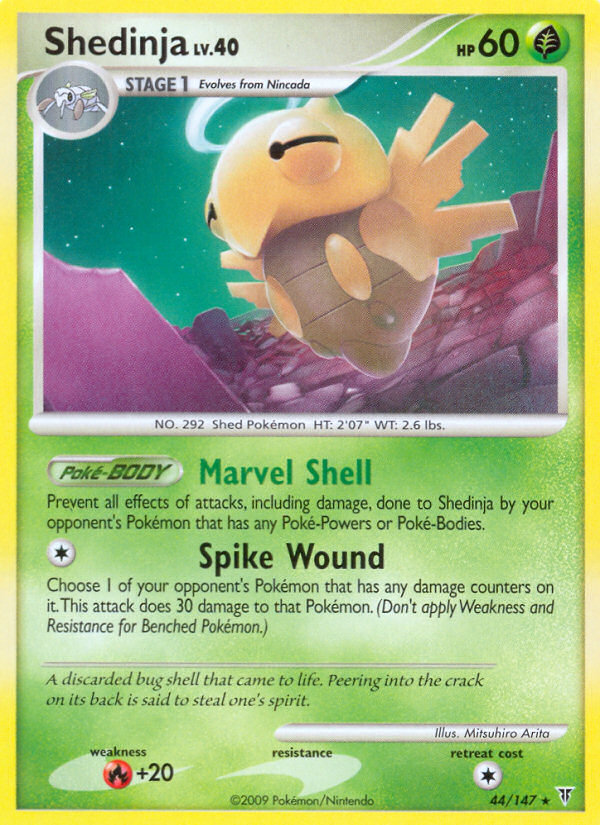 Shedinja LV.40 HP 60
STAGE 1 Evolves from Nincada
NO. 292 Shed Pokémon HT: 2'07" WT: 2.6 lbs.
Poké-BODY Marvel Shell
Prevent all effects of attacks, including damage, done to Shedinja by your
opponent's Pokémon that has any Poké-Powers or Poké-Bodies.
Spike Wound
Choose 1 of your opponent's Pokémon that has any damage counters on
it. This attack does 30 damage to that Pokémon. (Don't apply Weakness and
Resistance for Benched Pokémon.)
A discarded bug shell that came to life. Peering into the crack
on its back is said to steal one's spirit.
Illus. Mitsuhiro Arita
weakness resistance retreat cost
+20
©2009 Pokémon/Nintendo 44/147